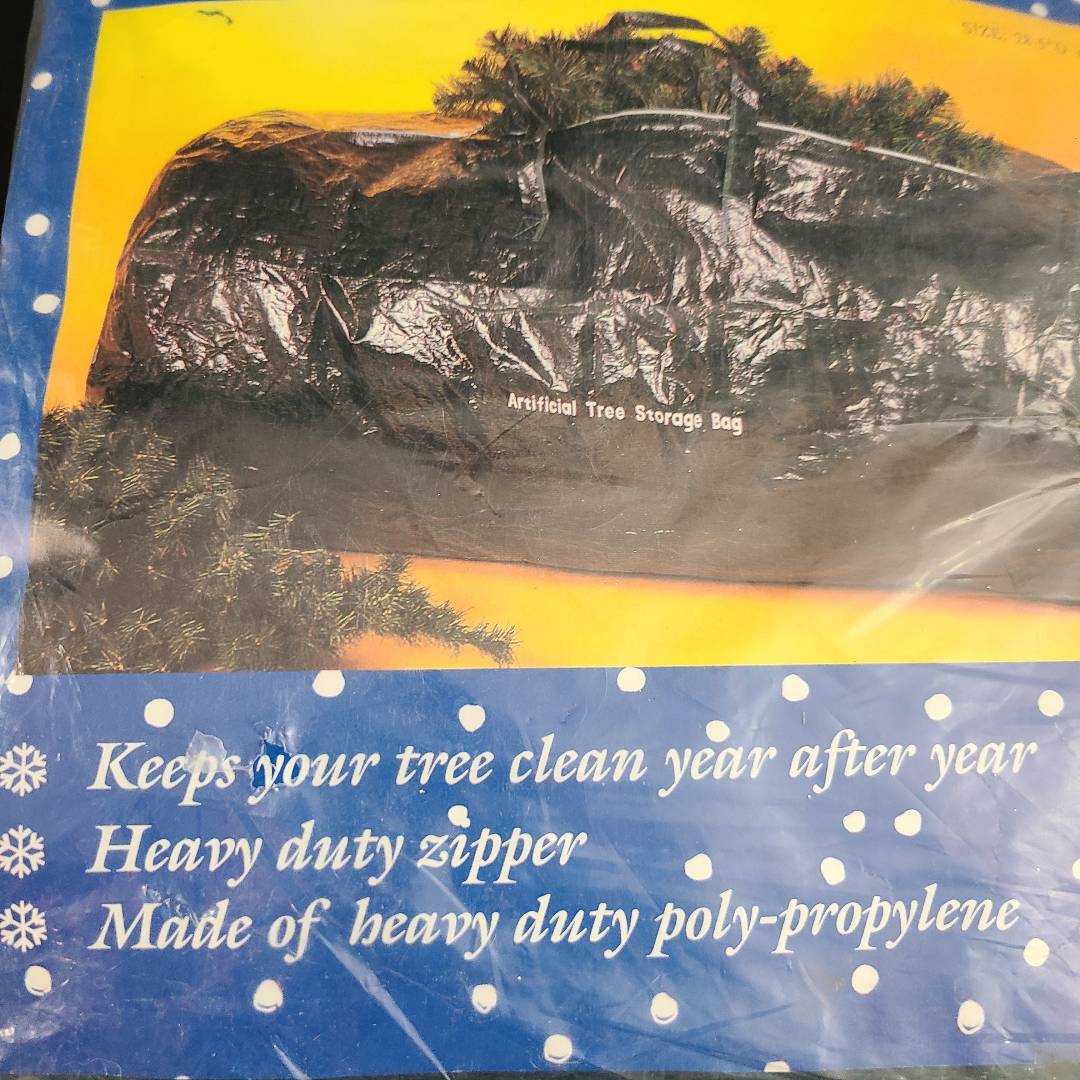 SIZE:
Artificial Tree Storage Bag
Keeps your tree clean year after year
Heavy duty zipper
Made of heavy duty poly-propylene